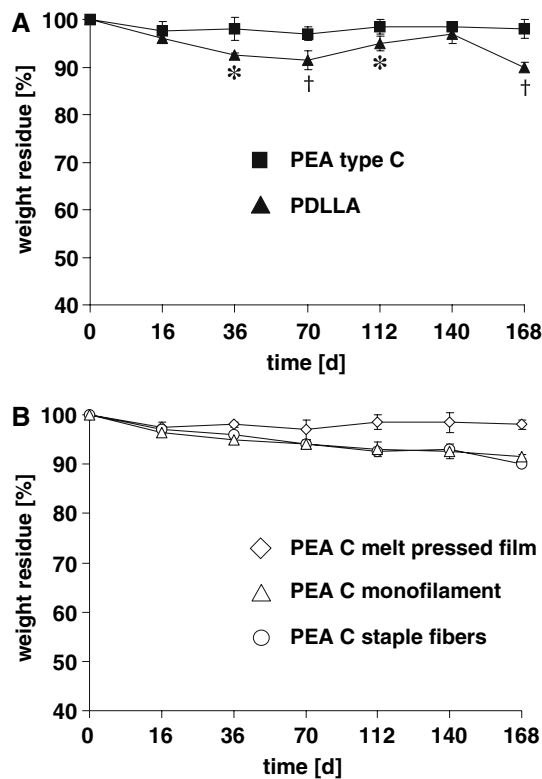 A
weight residue [%]
100
90
80
70
60
50
40
* † * †
PEA type C
PDLLA
0 16 36 70 112 140 168
time [d]
B
weight residue [%]
100
90
80
70
60
50
40
PEA C melt pressed film
PEA C monofilament
PEA C staple fibers
0 16 36 70 112 140 168
time [d]